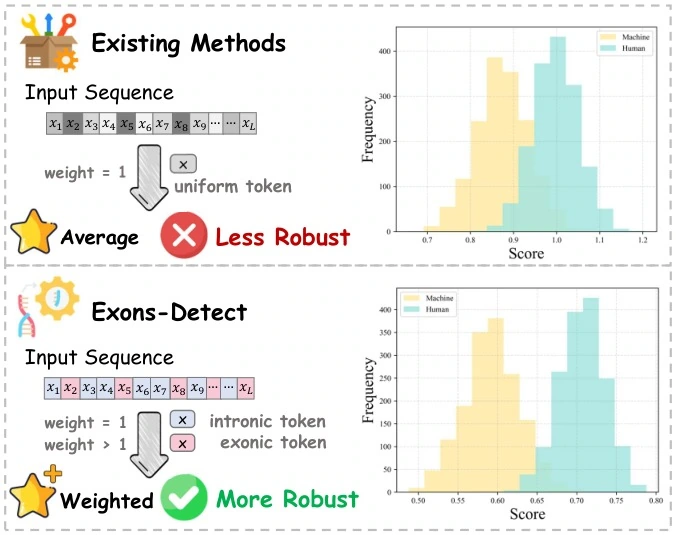 Existing Methods
Input Sequence
x1 x2 x3 x4 x5 x6 x7 x8 x9 ... ... xL
weight = 1
x
uniform token
Average
Less Robust
Machine
Human
Frequency
400
300
200
100
0
0.7 0.8 0.9 1.0 1.1 1.2
Score
Exons-Detect
Input Sequence
x1 x2 x3 x4 x5 x6 x7 x8 x9 ... ... xL
weight = 1 x intronic token
weight > 1 x exonic token
Weighted
More Robust
Machine
Human
Frequency
400
350
300
250
200
150
100
50
0
0.50 0.55 0.60 0.65 0.70 0.75 0.80
Score